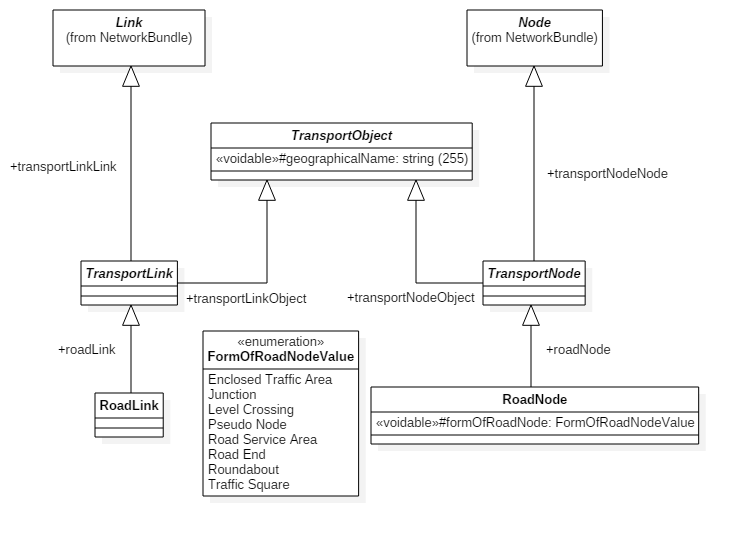 Link
(from NetworkBundle)
Node
(from NetworkBundle)
TransportObject
«voidable»#geographicalName: string (255)
+transportLinkLink
+transportNodeNode
TransportLink
TransportNode
+transportLinkObject
+transportNodeObject
+roadLink
+roadNode
«enumeration»
FormOfRoadNodeValue
Enclosed Traffic Area
Junction
Level Crossing
Pseudo Node
Road Service Area
Road End
Roundabout
Traffic Square
RoadLink
RoadNode
«voidable»#formOfRoadNode: FormOfRoadNodeValue